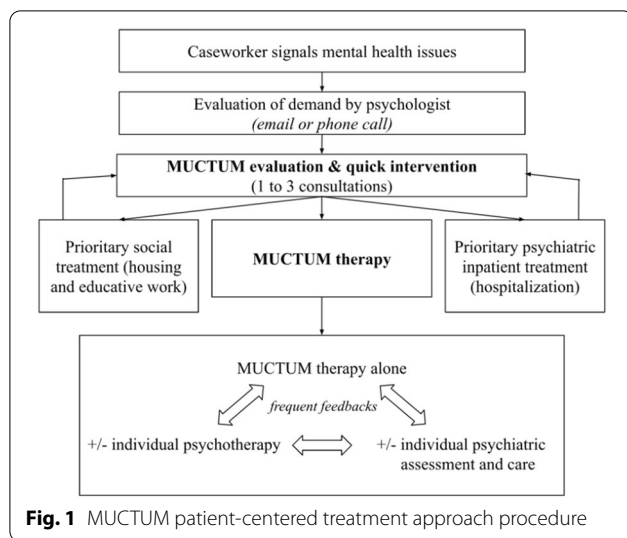 Caseworker signals mental health issues
Evaluation of demand by psychologist
(email or phone call)
MUCTUM evaluation & quick intervention
(1 to 3 consultations)
Prioritary social
treatment (housing
and educative work)
MUCTUM therapy
Prioritary psychiatric
inpatient treatment
(hospitalization)
MUCTUM therapy alone
frequent feedbacks
+/- individual psychotherapy
+/- individual psychiatric
assessment and care
Fig. 1 MUCTUM patient-centered treatment approach procedure